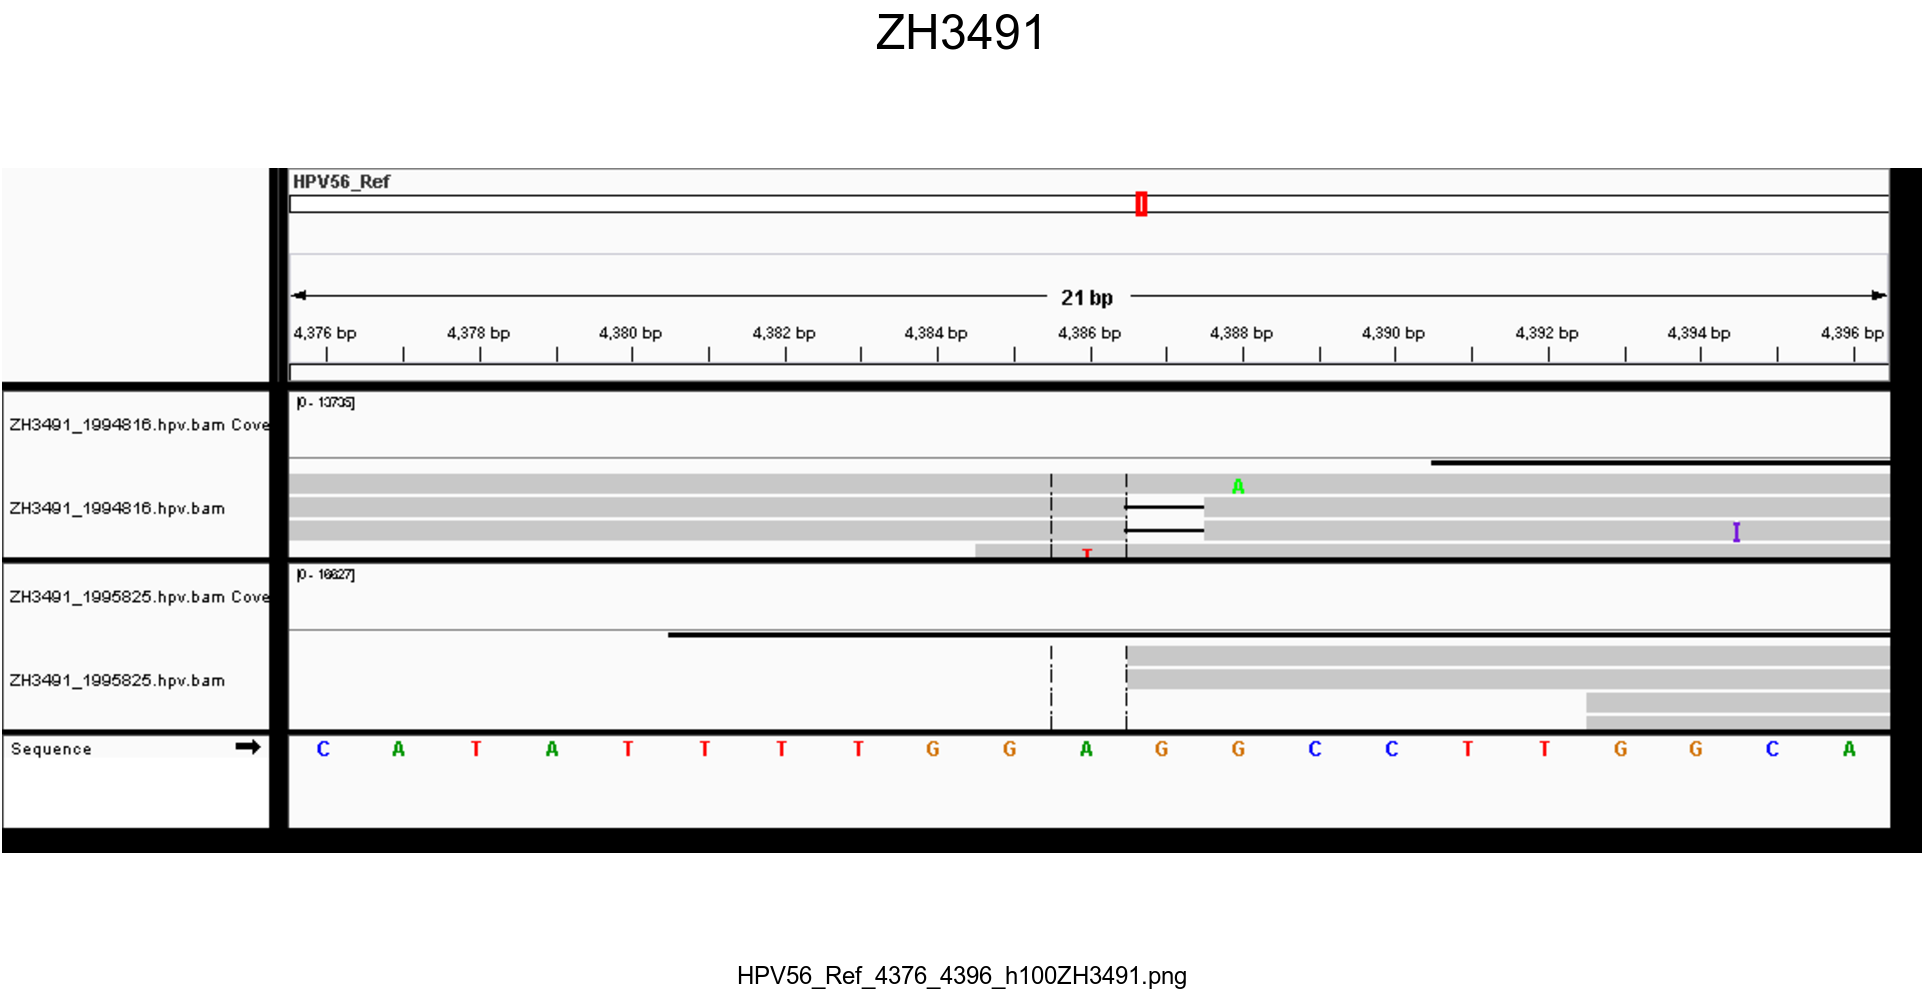 ZH3491
HPV56_Ref
21 bp
4,376 bp 4,378 bp 4,380 bp 4,382 bp 4,384 bp 4,386 bp 4,388 bp 4,390 bp 4,392 bp 4,394 bp 4,396 bp
[0 - 13735]
ZH3491_1994816.hpv.bam Cove
A
ZH3491_1994816.hpv.bam
I
T
[0 - 16627]
ZH3491_1995825.hpv.bam Cove
ZH3491_1995825.hpv.bam
Sequence C A T A T T T T G G A G G C C T T G G C A
HPV56_Ref_4376_4396_h100ZH3491.png